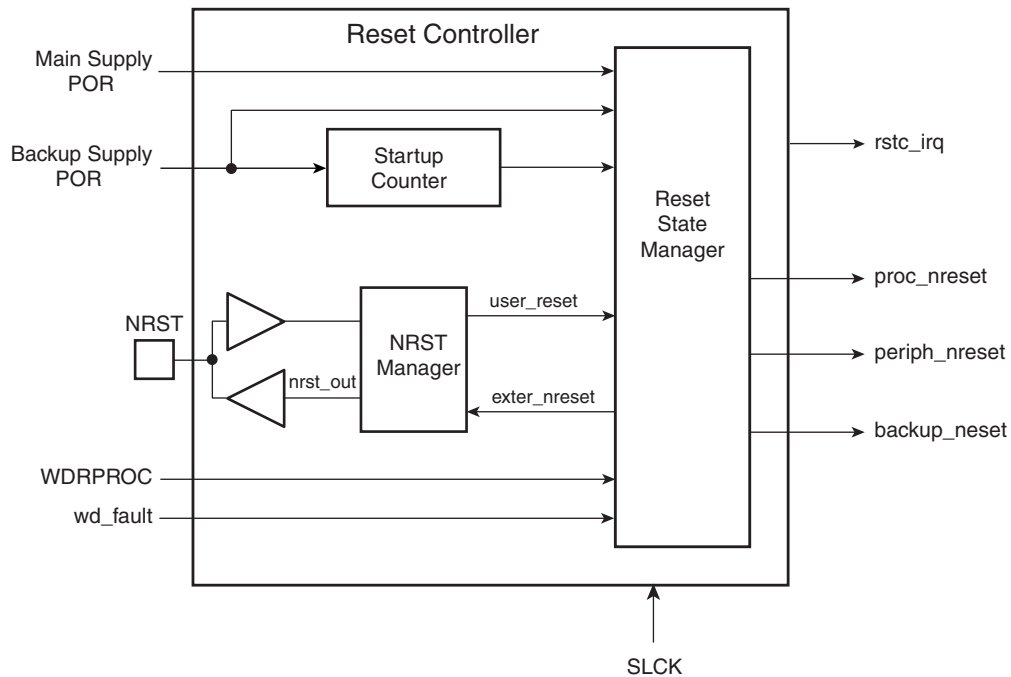 Reset Controller
Main Supply
POR
Backup Supply
POR
Startup
Counter
rstc_irq
Reset
State
Manager
proc_nreset
user_reset
NRST
NRST
Manager
periph_nreset
nrst_out
exter_nreset
backup_neset
WDRPROC
wd_fault
SLCK